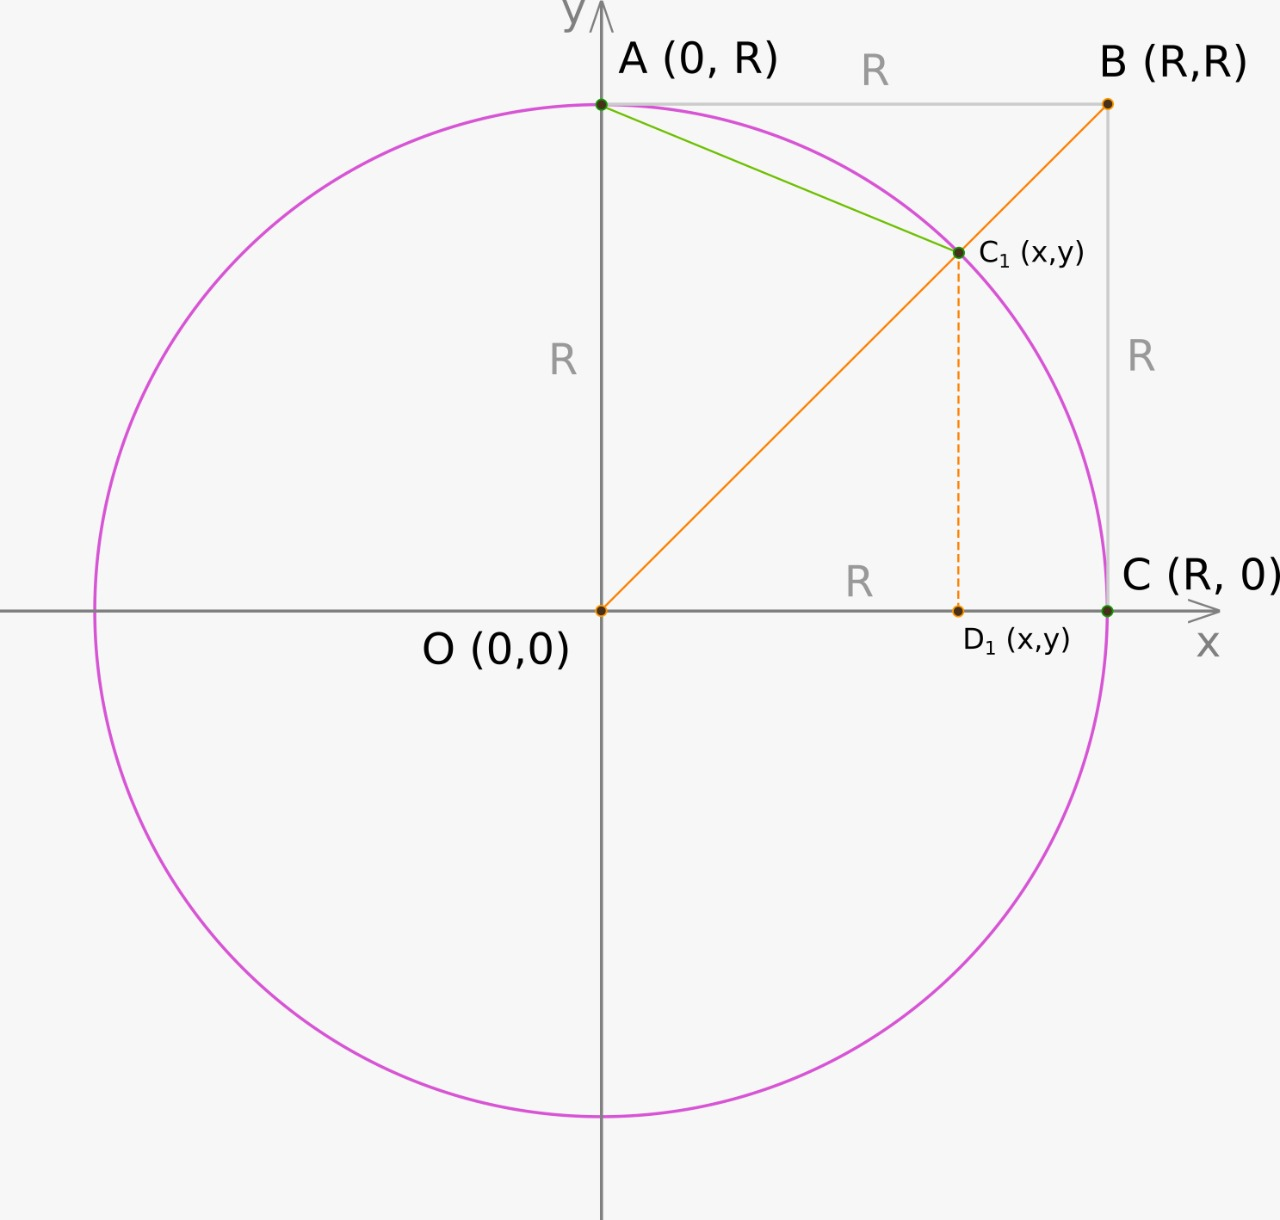 y
A (0, R)
R
B (R,R)
C₁ (x,y)
R
R
R
C (R, 0)
O (0,0)
D₁ (x,y)
x